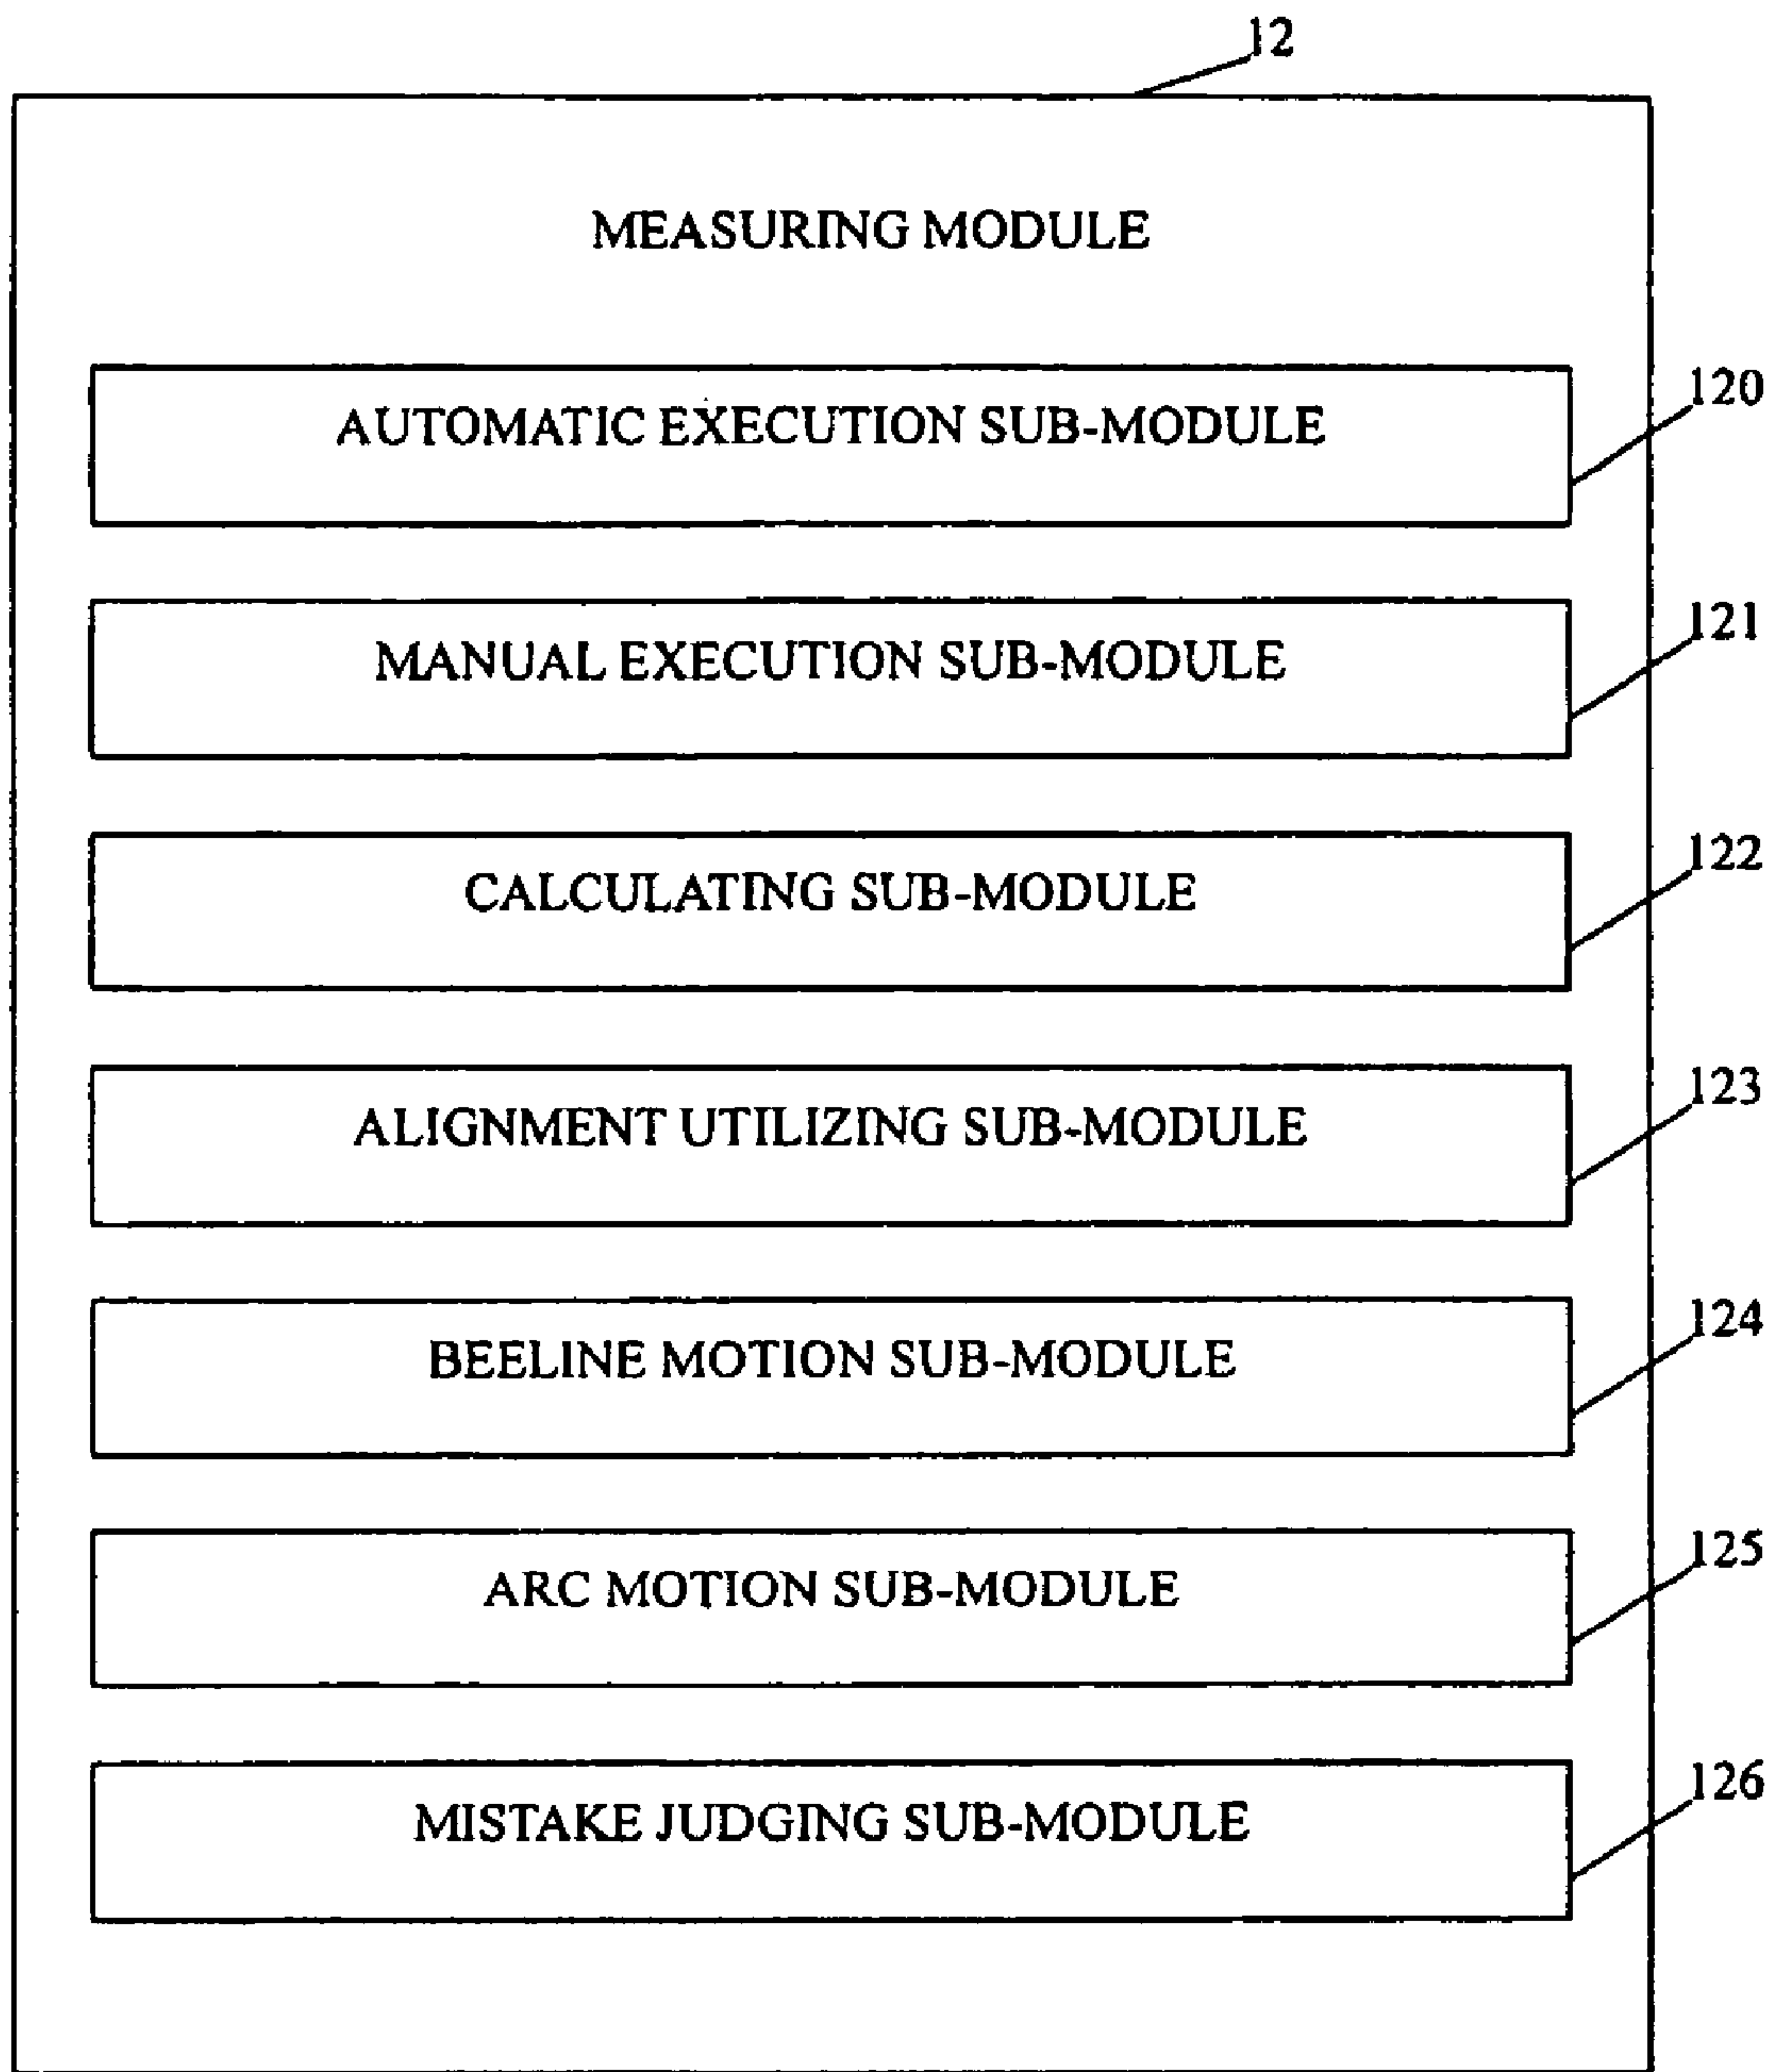 12
MEASURING MODULE
AUTOMATIC EXECUTION SUB-MODULE
120
MANUAL EXECUTION SUB-MODULE
121
CALCULATING SUB-MODULE
122
ALIGNMENT UTILIZING SUB-MODULE
123
BEELINE MOTION SUB-MODULE
124
ARC MOTION SUB-MODULE
125
MISTAKE JUDGING SUB-MODULE
126